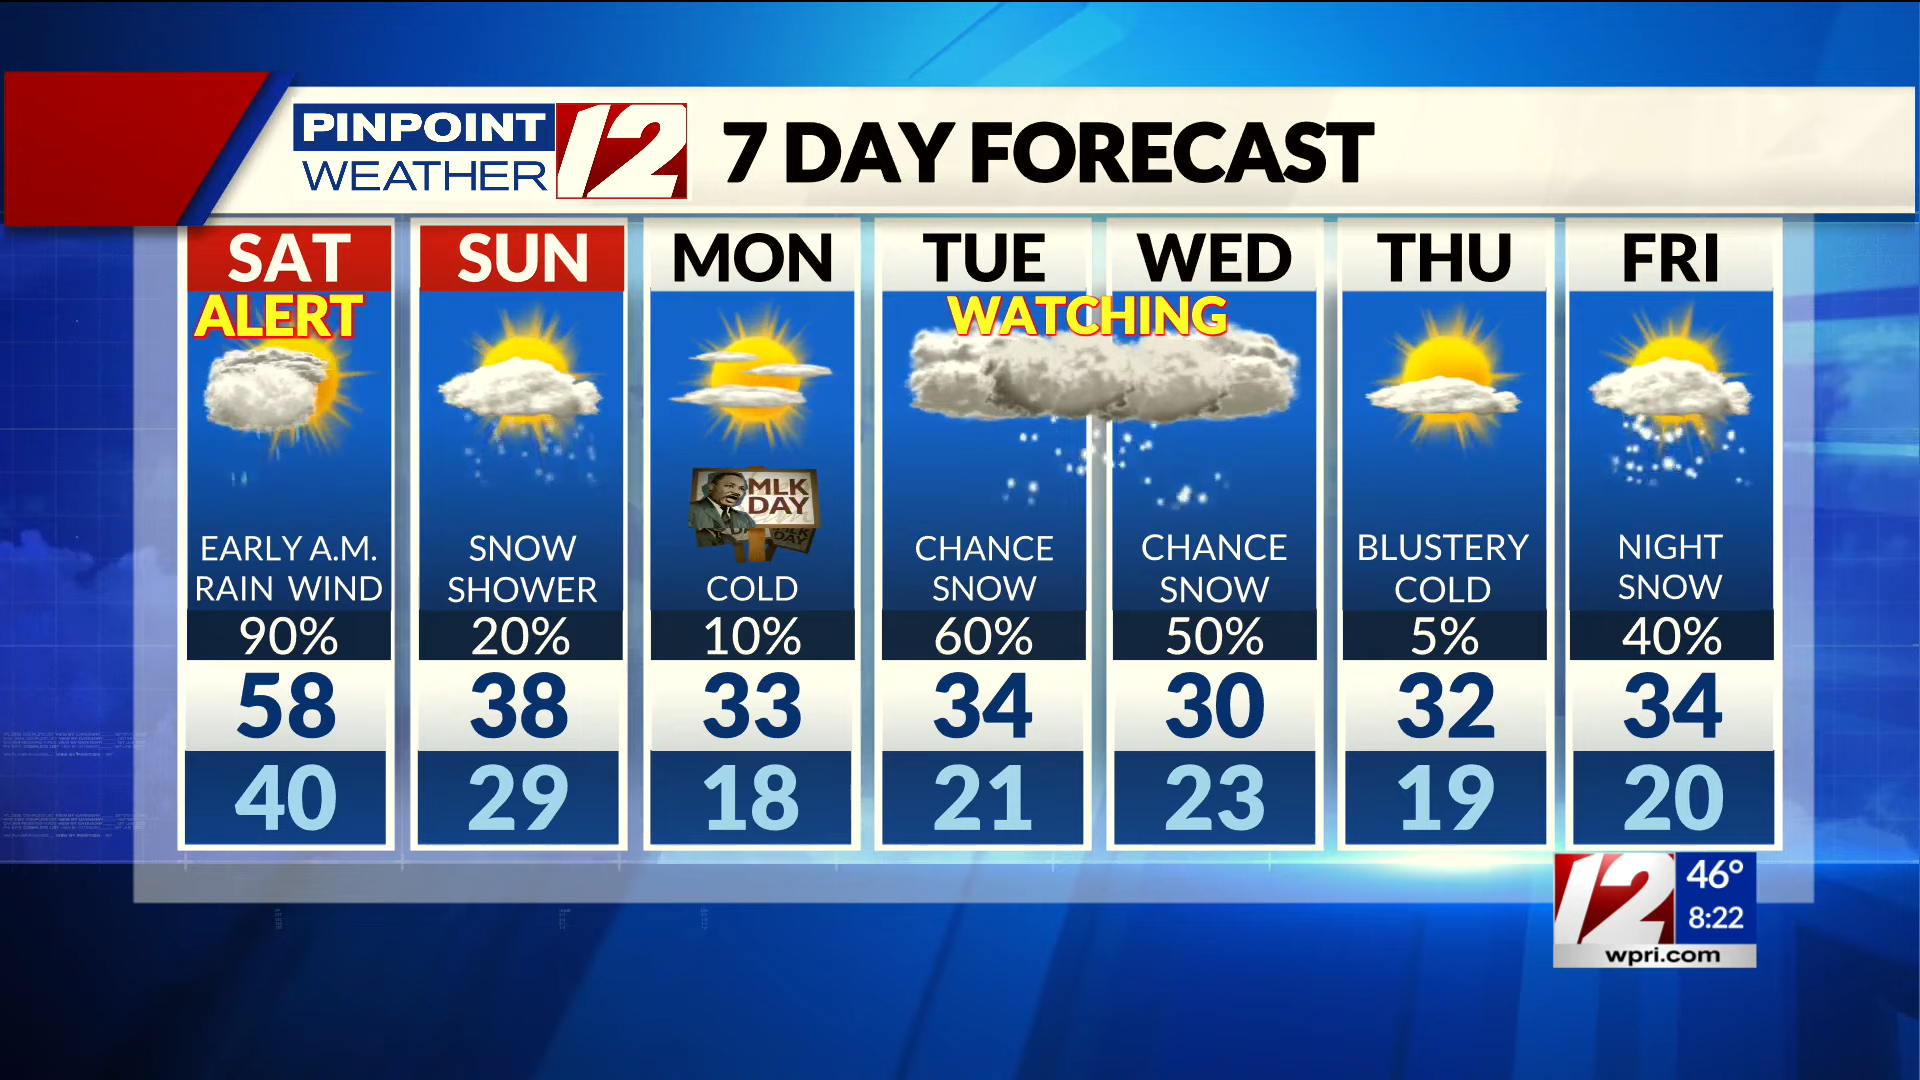 PINPOINT
WEATHER
12
7 DAY FORECAST
SAT
SUN
MON
TUE
WED
THU
FRI
ALERT
WATCHING
MLK
DAY
EARLY A.M.
RAIN WIND
SNOW
SHOWER
COLD
CHANCE
SNOW
CHANCE
SNOW
BLUSTERY
COLD
NIGHT
SNOW
90%
20%
10%
60%
50%
5%
40%
58
38
33
34
30
32
34
40
29
18
21
23
19
20
12
46°
8:22
wpri.com